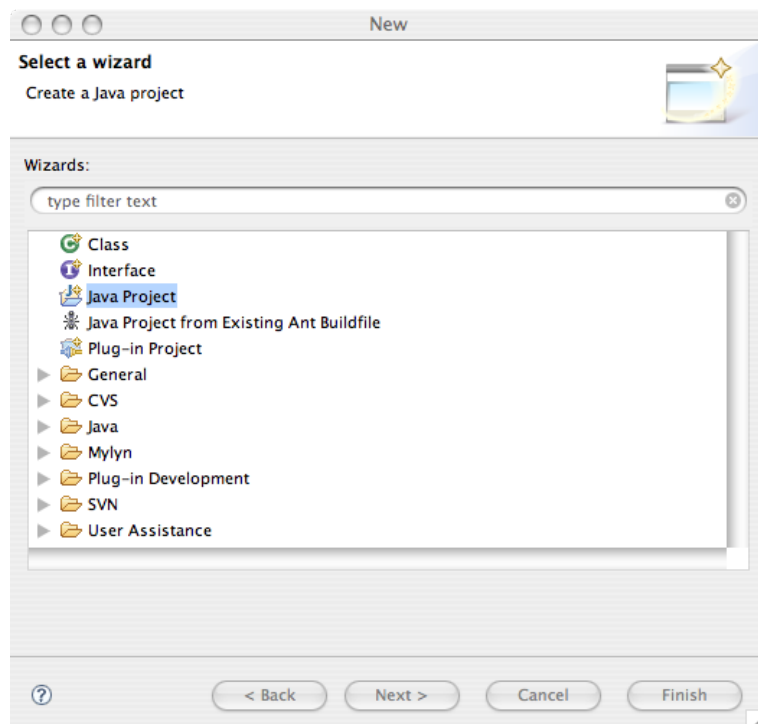 New
Select a wizard
Create a Java project
Wizards:
type filter text
Class
Interface
Java Project
Java Project from Existing Ant Buildfile
Plug-in Project
General
CVS
Java
Mylyn
Plug-in Development
SVN
User Assistance
? < Back Next > Cancel Finish